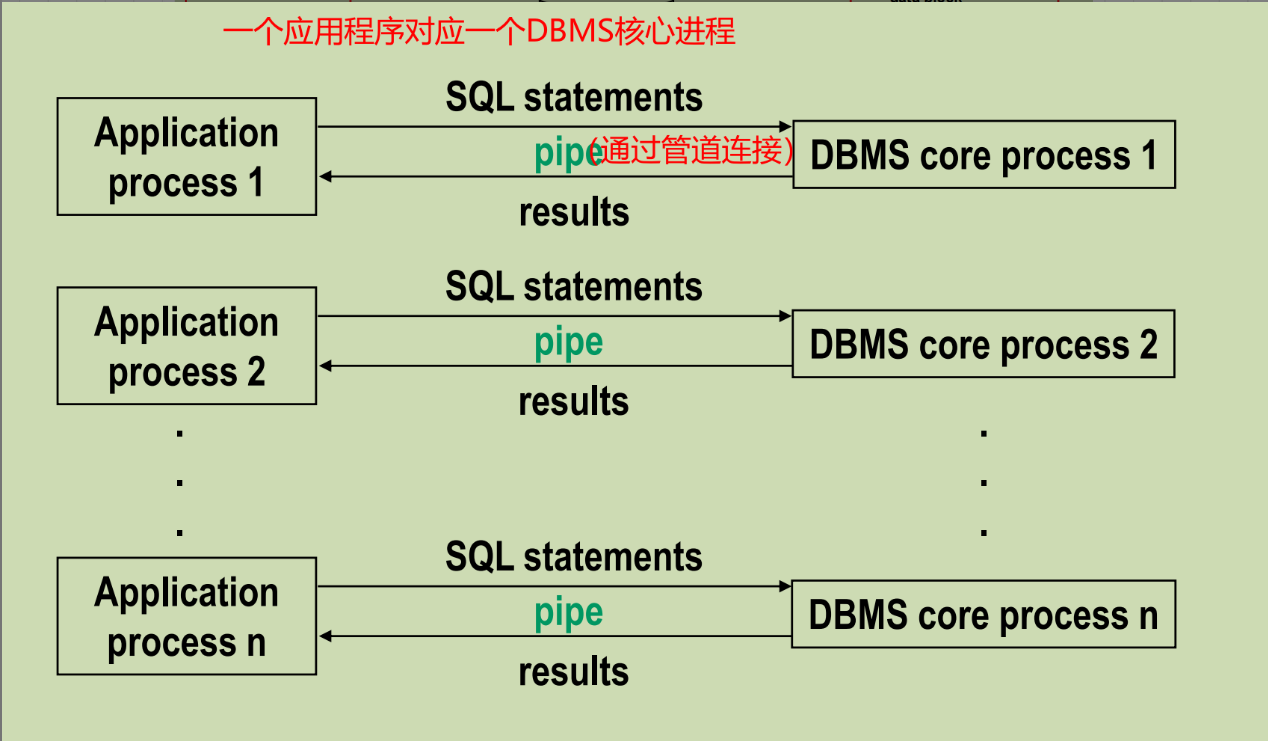 一个应用程序对应一个DBMS核心进程
SQL statements
Application
process 1
pipe(通过管道连接)
DBMS core process 1
results
SQL statements
Application
process 2
pipe
DBMS core process 2
results
.
.
.
.
.
.
SQL statements
Application
process n
pipe
DBMS core process n
results